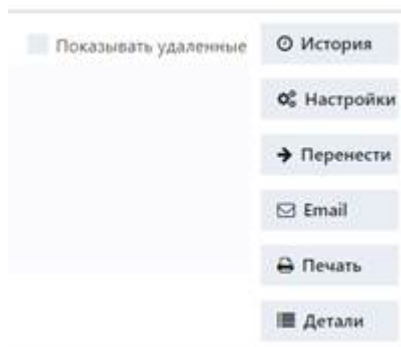 Показывать удаленные
История
Настройки
Перенести
Email
Печать
Детали